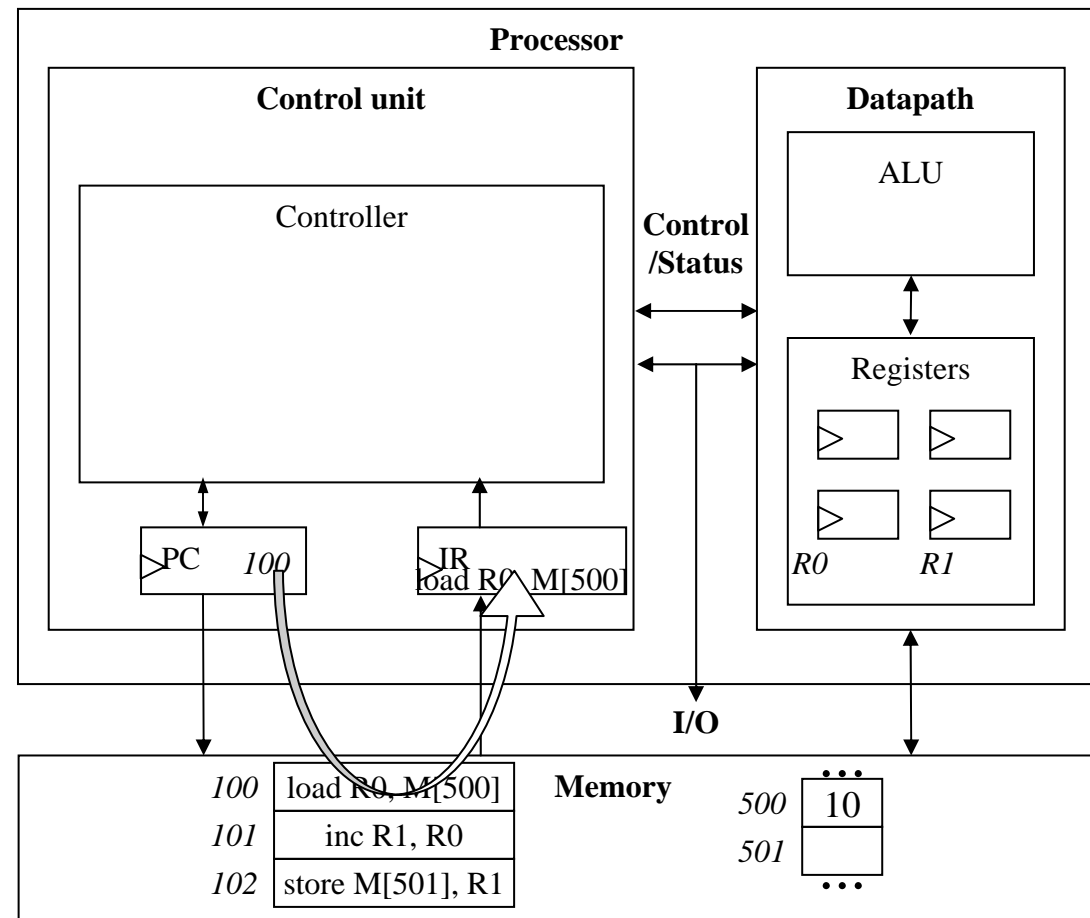 Processor
Control unit
Datapath
ALU
Controller
Control
/Status
Registers
PC
100
IR
load R0, M[500]
R0
R1
I/O
Memory
100
load R0, M[500]
101
inc R1, R0
102
store M[501], R1
...
500
10
501
...